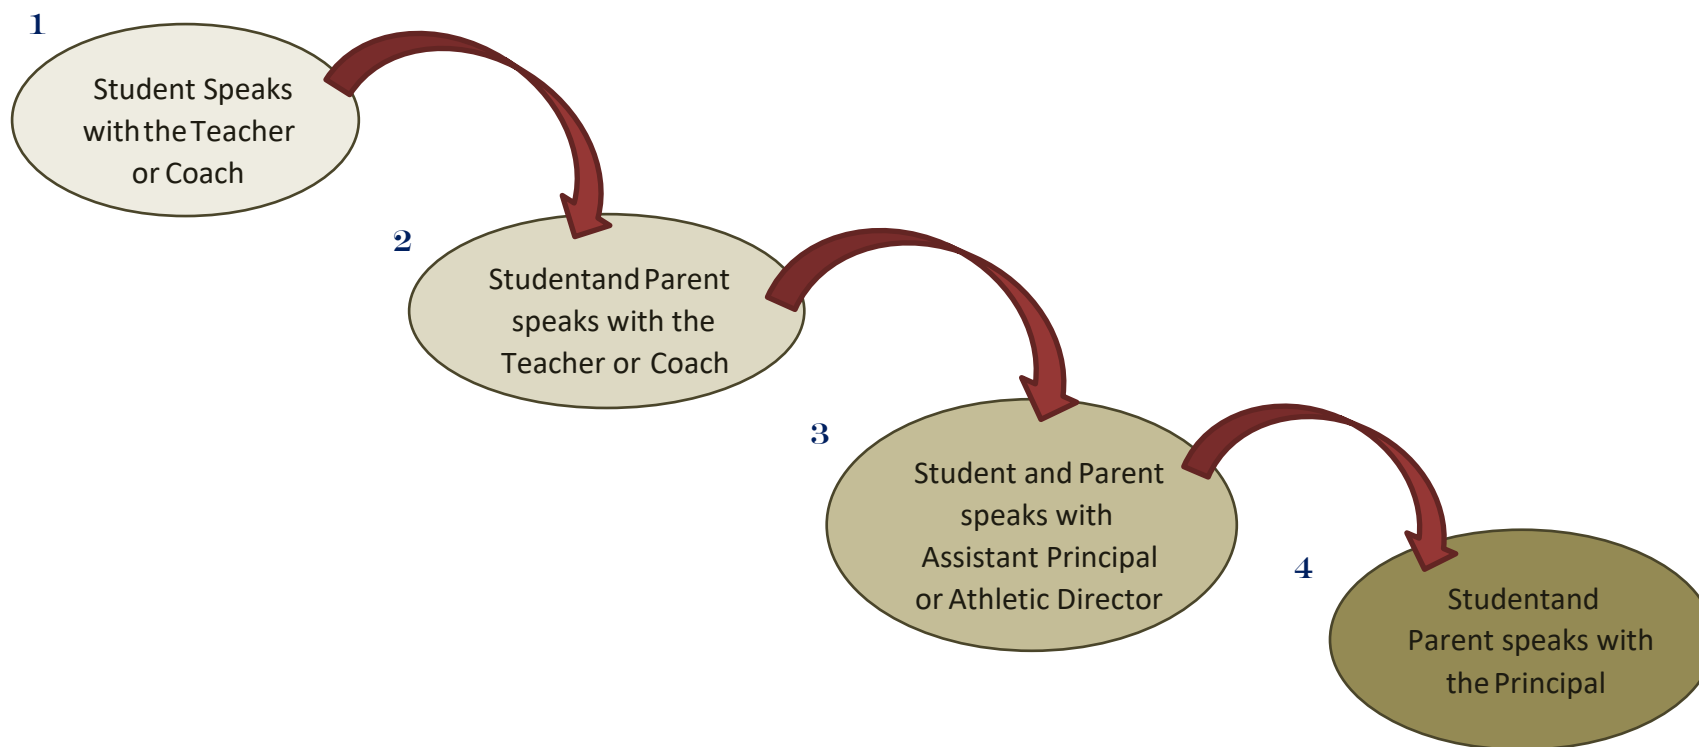 1
Student Speaks
with the Teacher
or Coach
2
Studentand Parent
speaks with the
Teacher or Coach
3
Student and Parent
speaks with
Assistant Principal
or Athletic Director
4
Studentand
Parent speaks with
the Principal